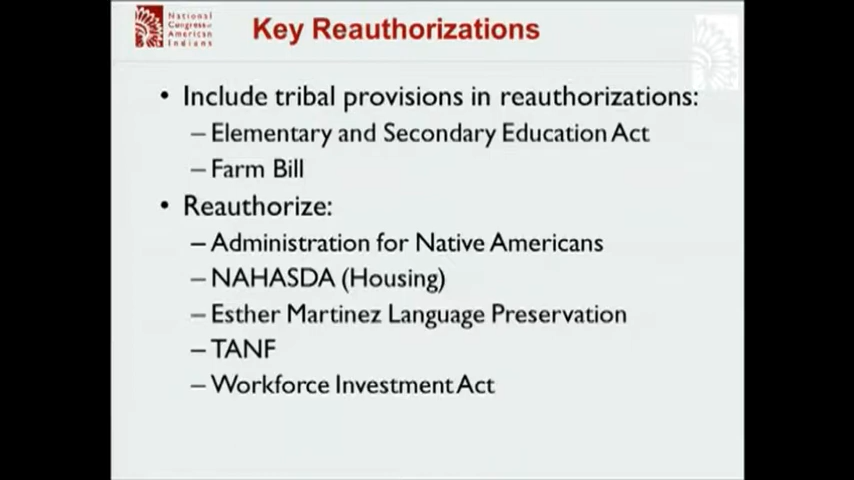 National
Congress of
American
Indians
Key Reauthorizations
• Include tribal provisions in reauthorizations:
– Elementary and Secondary Education Act
– Farm Bill
• Reauthorize:
– Administration for Native Americans
– NAHASDA (Housing)
– Esther Martinez Language Preservation
– TANF
– Workforce Investment Act